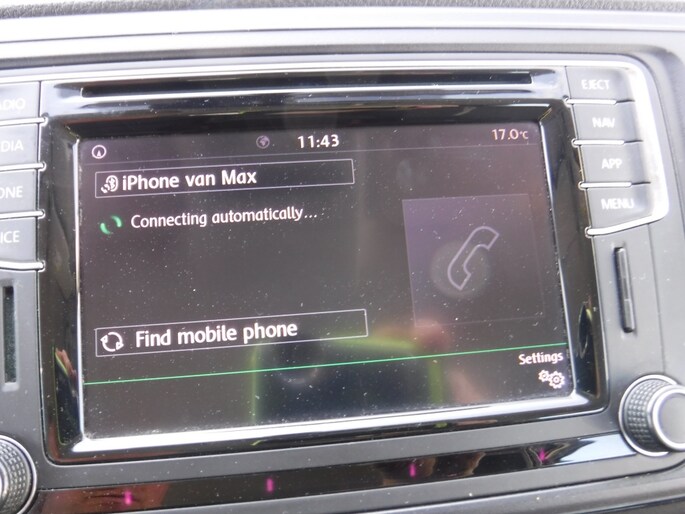 11:43
17.0°C
iPhone van Max
Connecting automatically...
Find mobile phone
Settings
EJECT
NAV
APP
MENU